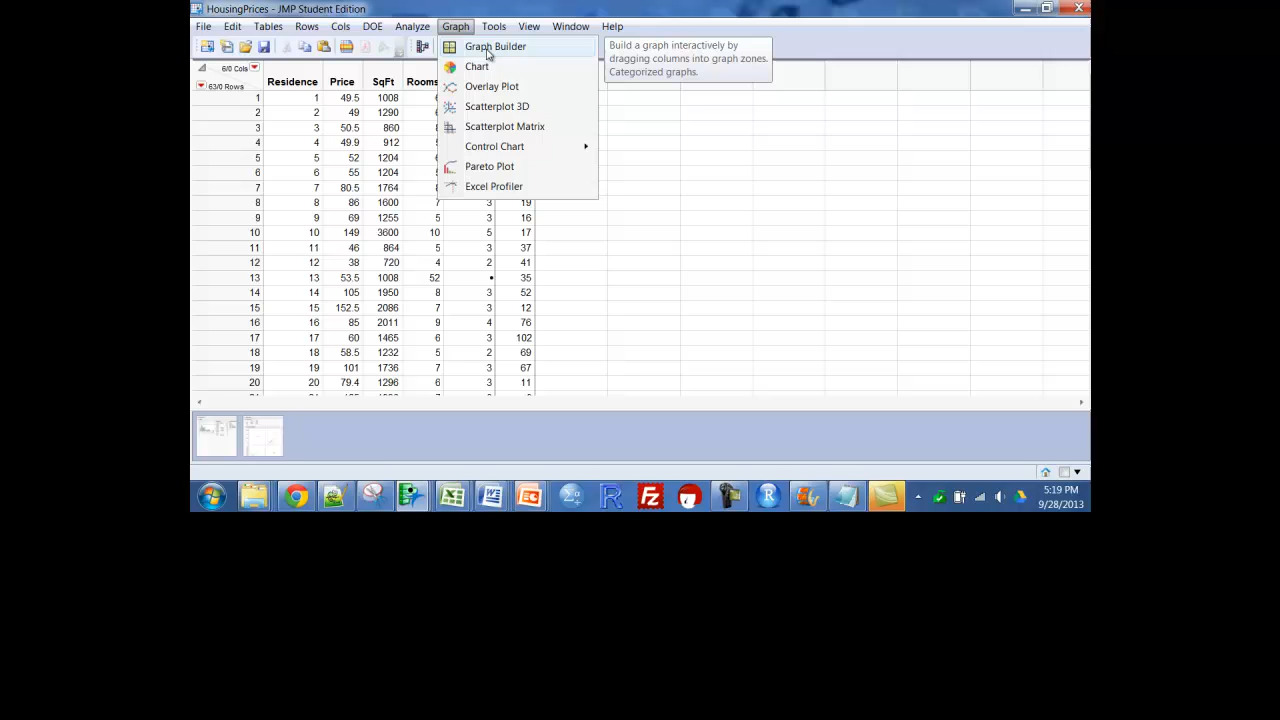 HousingPrices - JMP Student Edition
File Edit Tables Rows Cols DOE Analyze Graph Tools View Window Help
Graph Builder
Chart
Overlay Plot
Scatterplot 3D
Scatterplot Matrix
Control Chart
Pareto Plot
Excel Profiler
Build a graph interactively by
dragging columns into graph zones.
Categorized graphs.
6/0 Cols
63/0 Rows
Residence Price SqFt Rooms
1 1 49.5 1008
2 2 49 1290
3 3 50.5 860
4 4 49.9 912
5 5 52 1204
6 6 55 1204
7 7 80.5 1764
8 8 86 1600 7 3 19
9 9 69 1255 5 3 16
10 10 149 3600 10 5 17
11 11 46 864 5 3 37
12 12 38 720 4 2 41
13 13 53.5 1008 52 • 35
14 14 105 1950 8 3 52
15 15 152.5 2086 7 3 12
16 16 85 2011 9 4 76
17 17 60 1465 6 3 102
18 18 58.5 1232 5 2 69
19 19 101 1736 7 3 67
20 20 79.4 1296 6 3 11
5:19 PM
9/28/2013